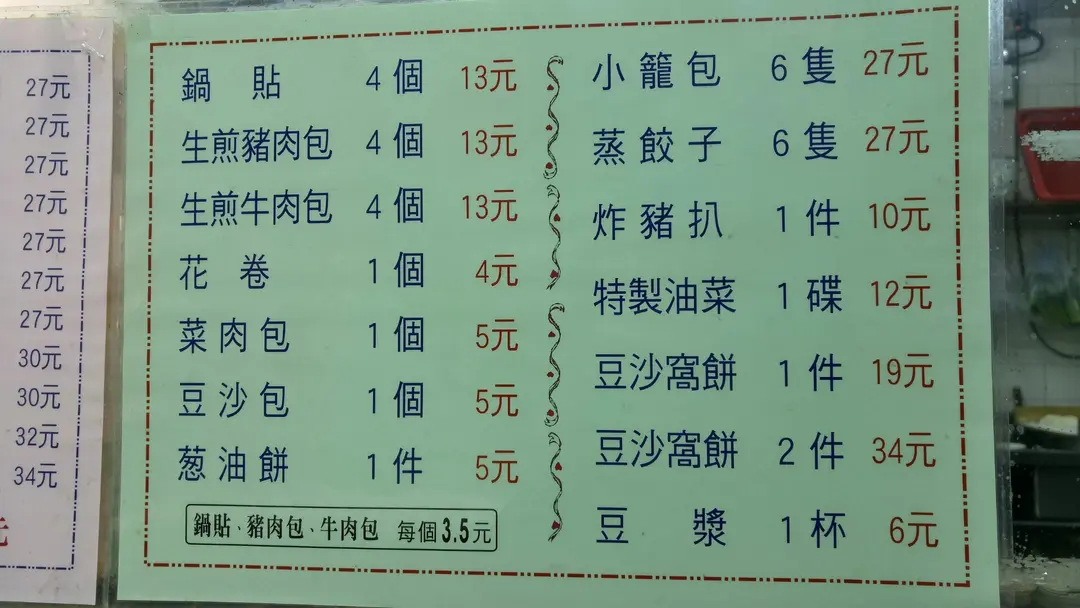 27元
27元
27元
27元
27元
27元
27元
30元
30元
32元
34元
元
鍋貼 4個 13元
生煎豬肉包 4個 13元
生煎牛肉包 4個 13元
花卷 1個 4元
菜肉包 1個 5元
豆沙包 1個 5元
葱油餅 1件 5元
鍋貼、豬肉包、牛肉包 每個3.5元
小籠包 6隻 27元
蒸餃子 6隻 27元
炸豬扒 1件 10元
特製油菜 1碟 12元
豆沙窩餅 1件 19元
豆沙窩餅 2件 34元
豆漿 1杯 6元